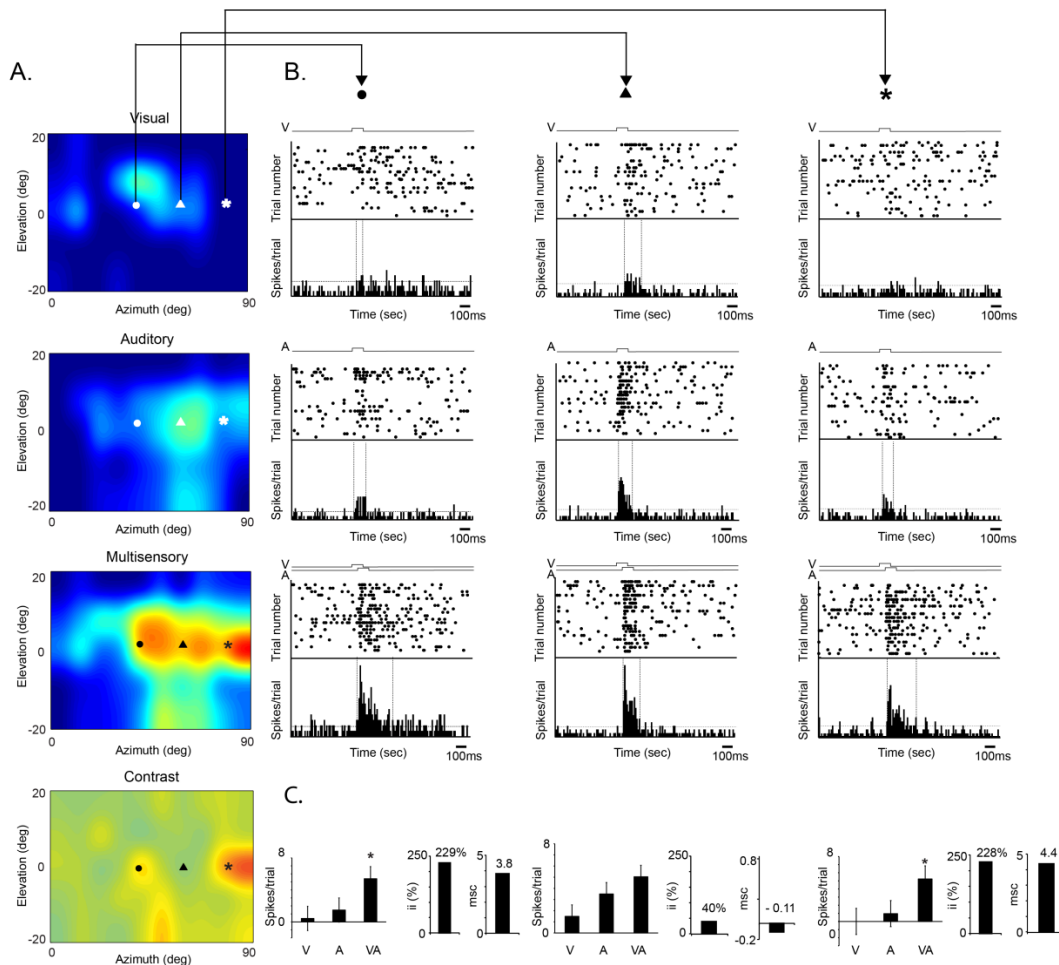 A.
B.
Visual
20
0
-20
Elevation (deg)
0
90
Azimuth (deg)
Auditory
20
0
-20
Elevation (deg)
0
90
Azimuth (deg)
Multisensory
20
0
-20
Elevation (deg)
0
90
Azimuth (deg)
Contrast
20
0
-20
Elevation (deg)
0
90
Azimuth (deg)
*
V
Trial number
Spikes/trial
Time (sec)
100ms
V
Trial number
Spikes/trial
Time (sec)
100ms
V
Trial number
Spikes/trial
Time (sec)
100ms
A
Trial number
Spikes/trial
Time (sec)
100ms
A
Trial number
Spikes/trial
Time (sec)
100ms
A
Trial number
Spikes/trial
Time (sec)
100ms
V
A
Trial number
Spikes/trial
Time (sec)
100ms
V
A
Trial number
Spikes/trial
Time (sec)
100ms
V
A
Trial number
Spikes/trial
Time (sec)
100ms
C.
8
0
Spikes/trial
*
V A VA
250
0
ii (%)
229%
5
0
msc
3.8
8
0
Spikes/trial
V A VA
250
0
ii (%)
40%
0.8
-0.2
msc
- 0.11
8
0
Spikes/trial
*
V A VA
250
0
ii (%)
228%
5
0
msc
4.4